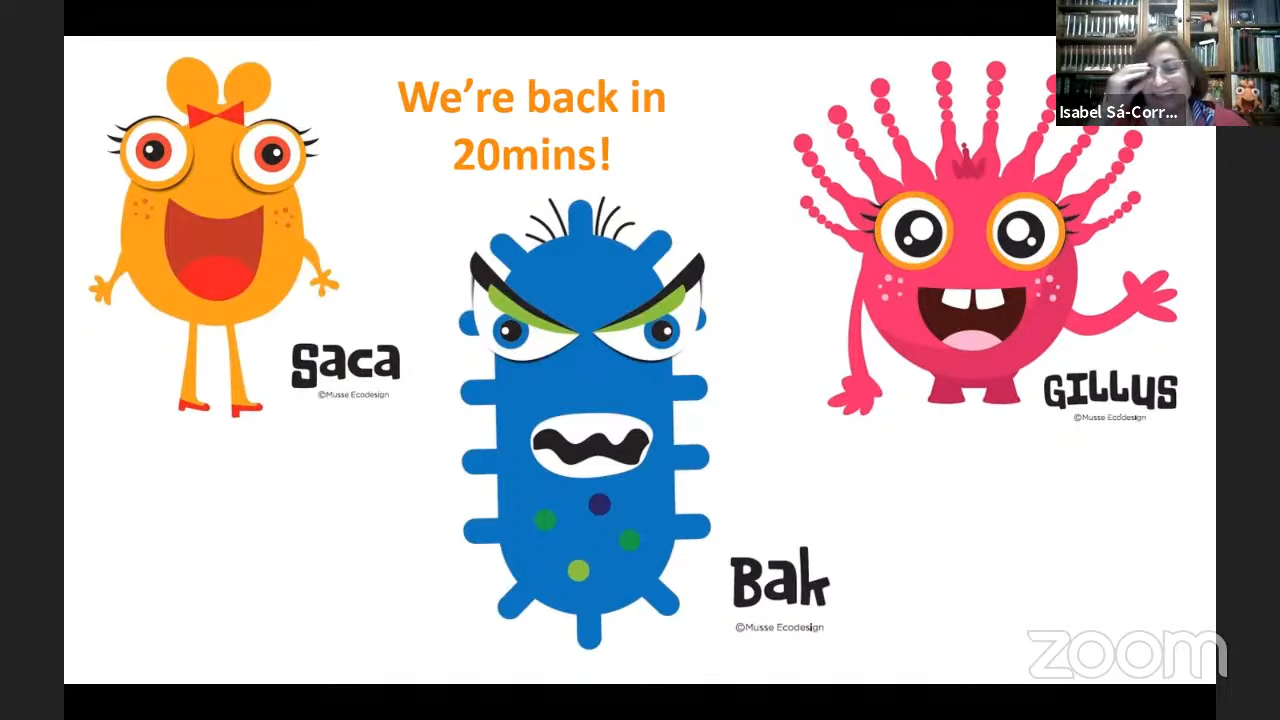 We're back in
20mins!
Isabel Sá-Corr...
Saca
©Musse Ecodesign
GILLUS
©Musse Ecodesign
Bak
©Musse Ecodesign
zoom